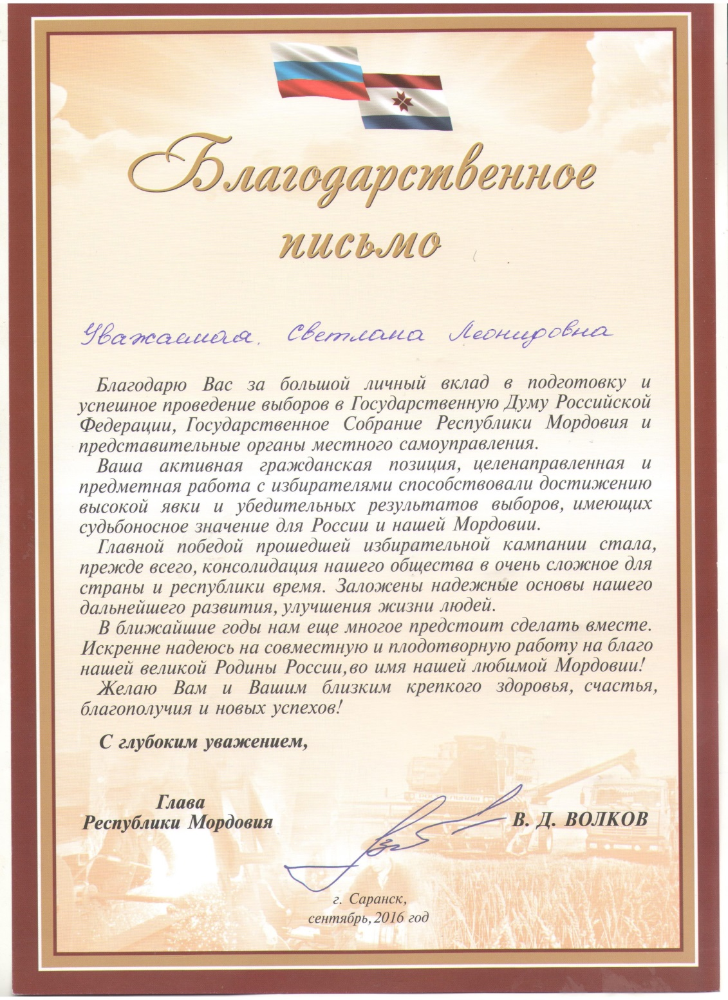 Благодарственное
письмо
Уважаемая, Светлана Леонидовна
Благодарю Вас за большой личный вклад в подготовку и
успешное проведение выборов в Государственную Думу Российской
Федерации, Государственное Собрание Республики Мордовия и
представительные органы местного самоуправления.
Ваша активная гражданская позиция, целенаправленная и
предметная работа с избирателями способствовали достижению
высокой явки и убедительных результатов выборов, имеющих
судьбоносное значение для России и нашей Мордовии.
Главной победой прошедшей избирательной кампании стала,
прежде всего, консолидация нашего общества в очень сложное для
страны и республики время. Заложены надежные основы нашего
дальнейшего развития, улучшения жизни людей.
В ближайшие годы нам еще многое предстоит сделать вместе.
Искренне надеюсь на совместную и плодотворную работу на благо
нашей великой Родины России, во имя нашей любимой Мордовии!
Желаю Вам и Вашим близким крепкого здоровья, счастья,
благополучия и новых успехов!
С глубоким уважением,
Глава
Республики Мордовия
В. Д. ВОЛКОВ
г. Саранск,
сентябрь, 2016 год